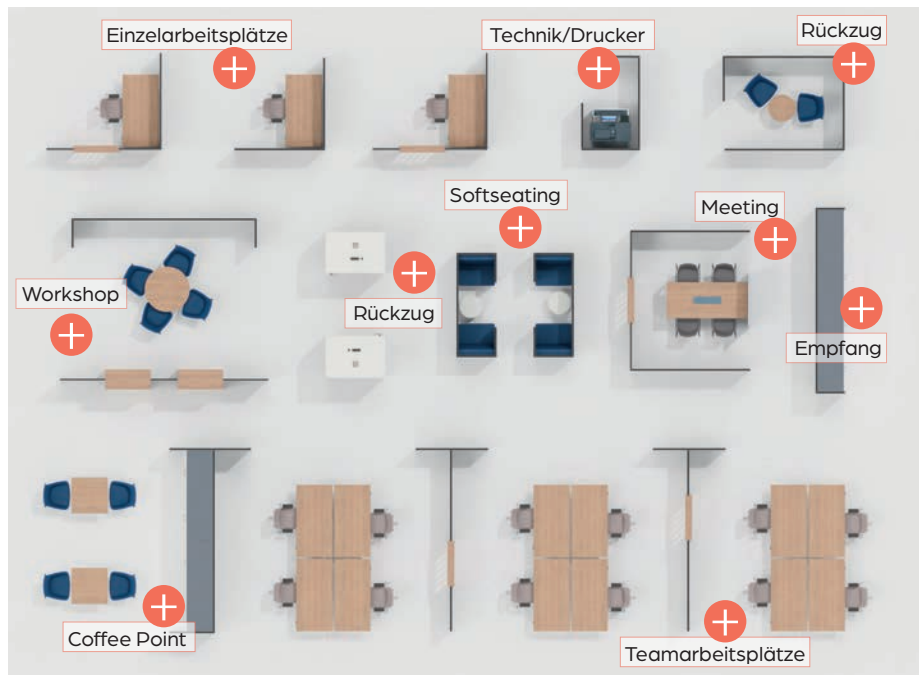 Einzelarbeitsplätze
Technik/Drucker
Rückzug
Softseating
Meeting
Workshop
Rückzug
Empfang
Coffee Point
Teamarbeitsplätze